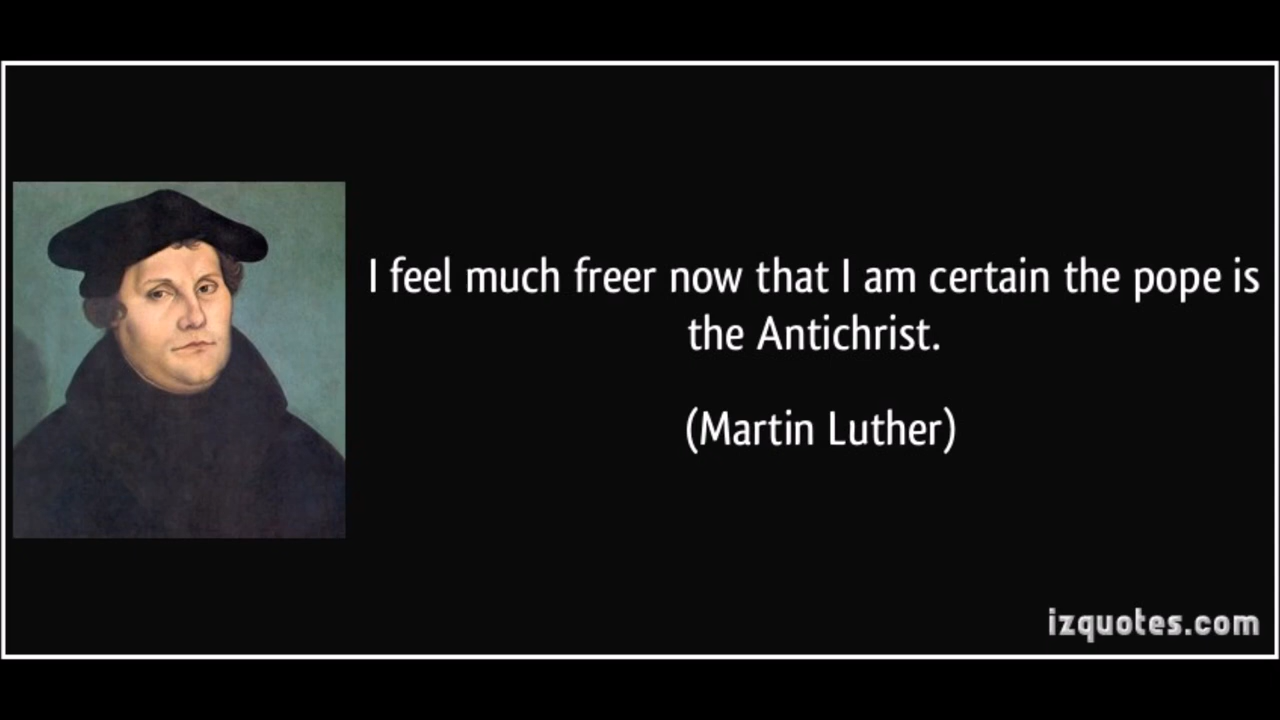 I feel much freer now that I am certain the pope is
the Antichrist.
(Martin Luther)
izquotes.com